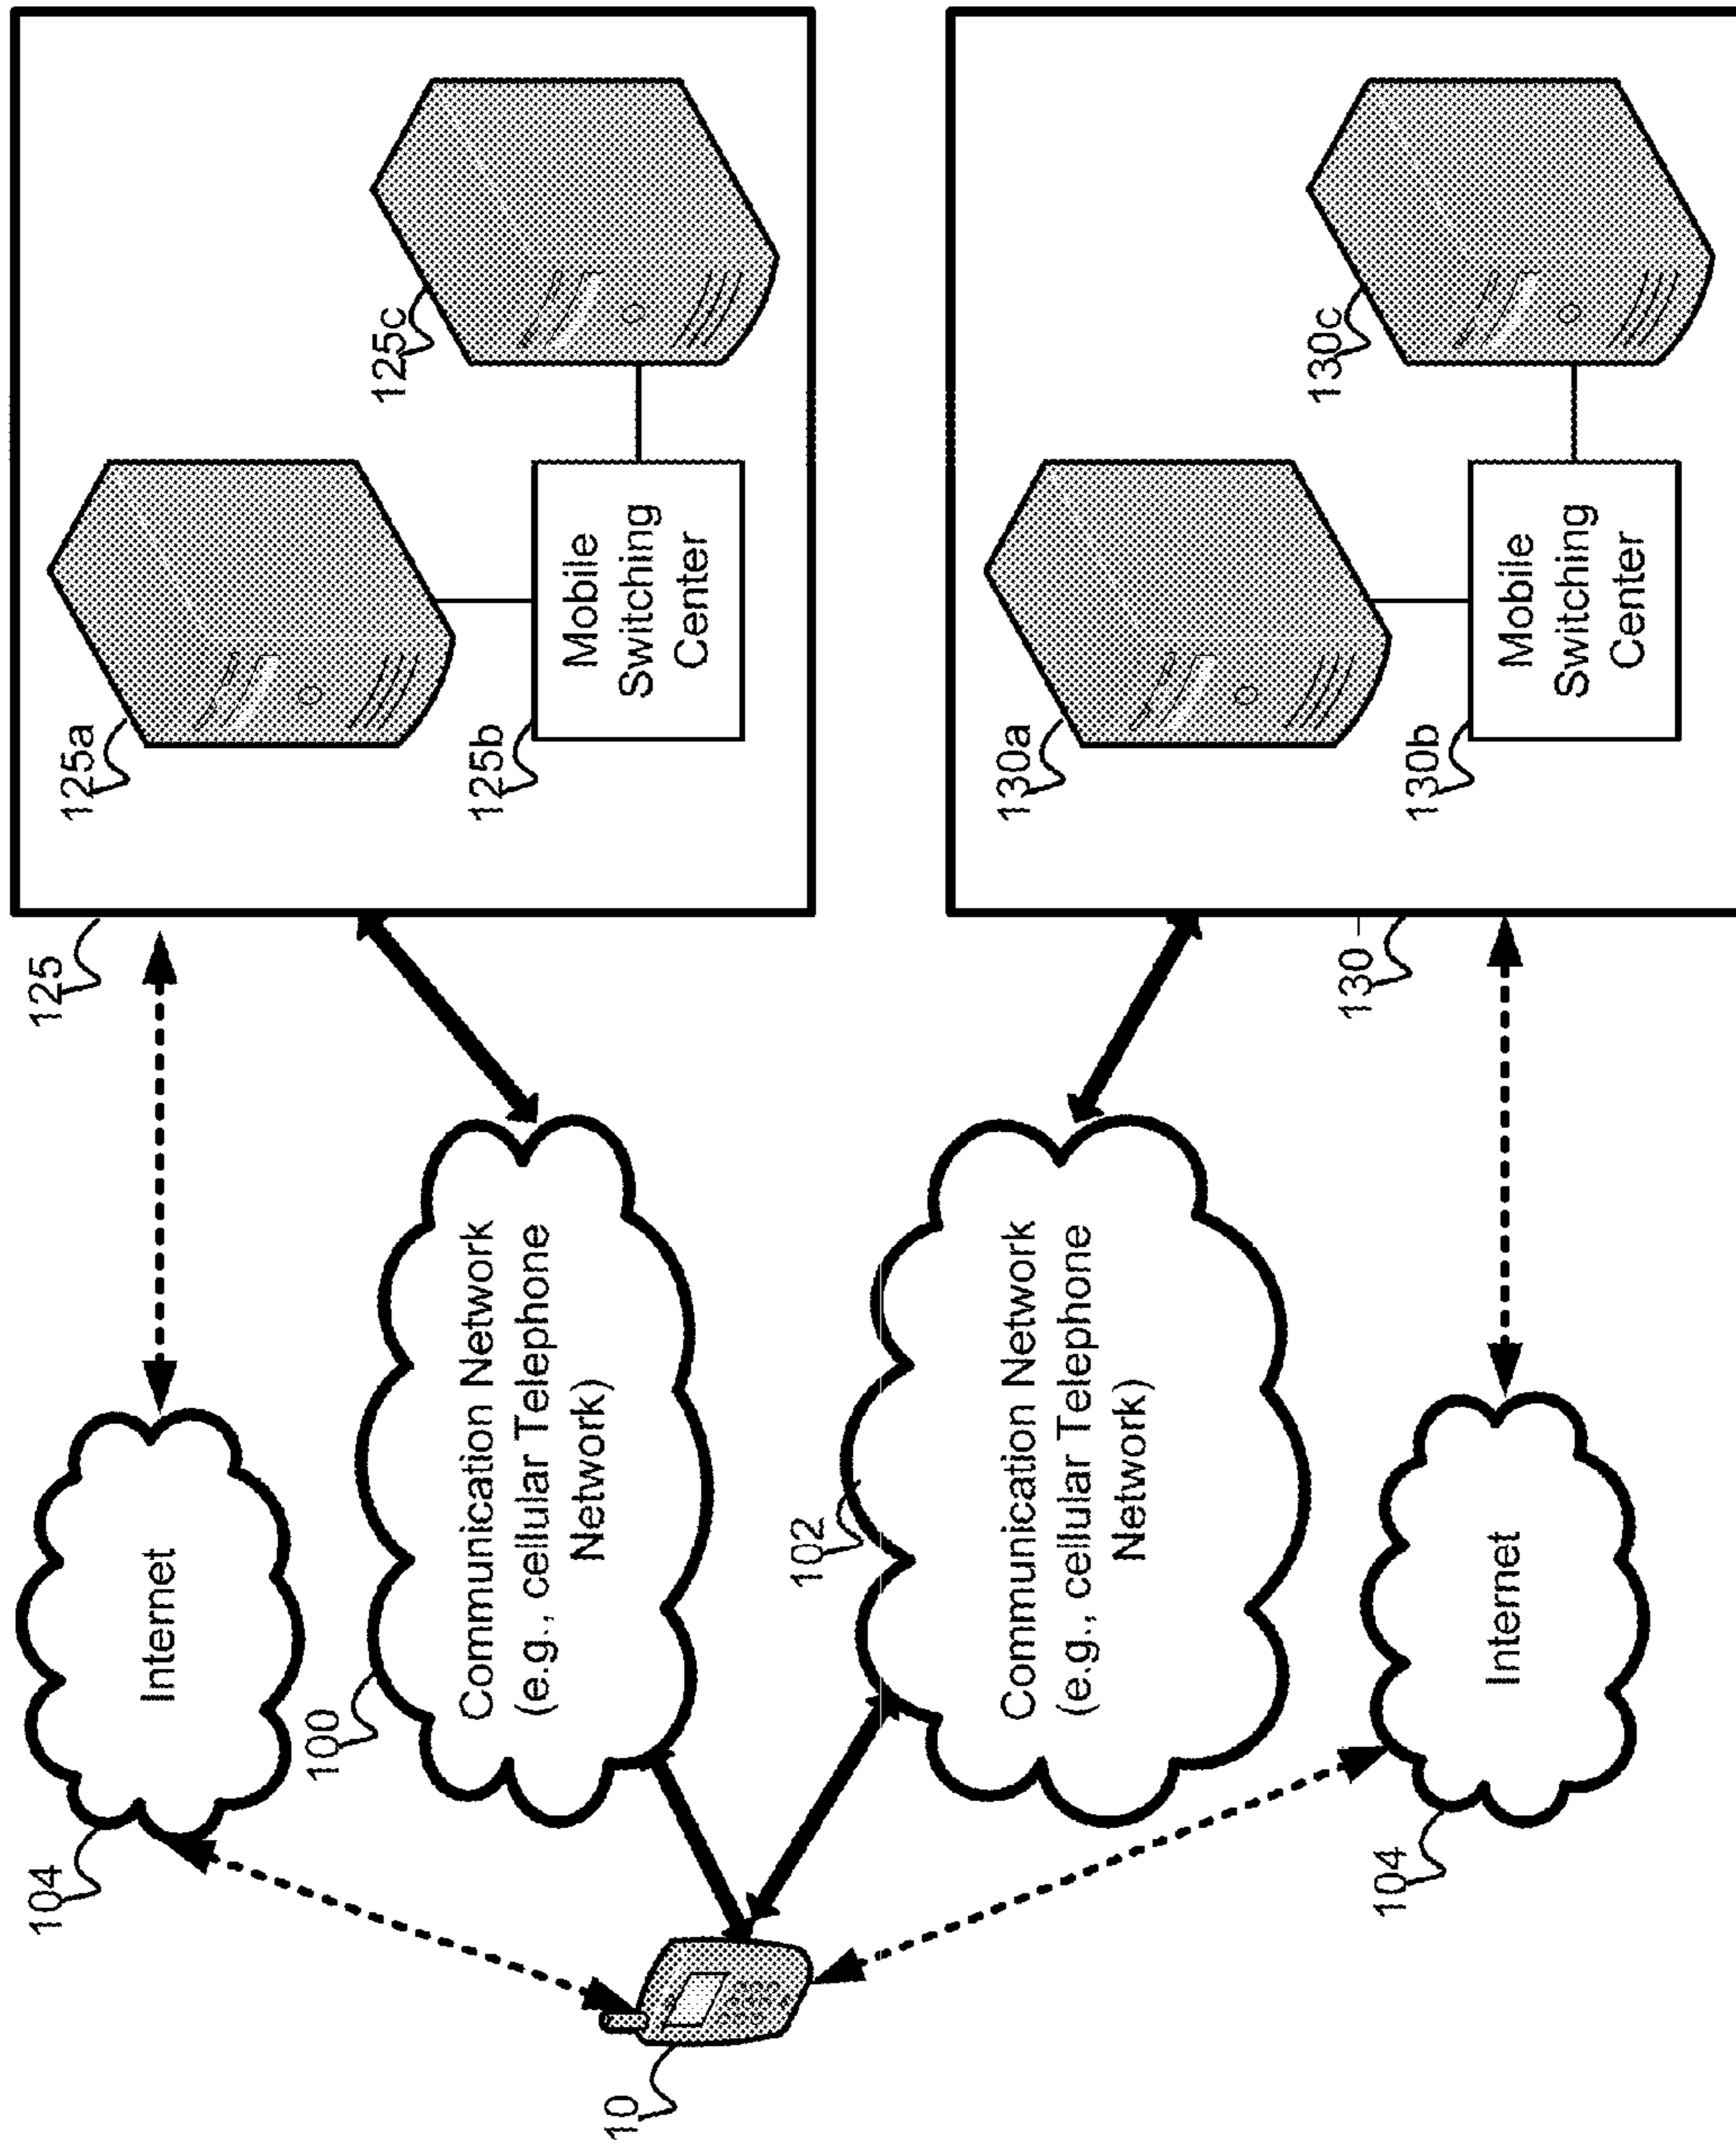 104
Internet
125
125a
125c
125b
Mobile
Switching
Center
100
Communication Network
(e.g., cellular Telephone
Network)
10
102
Communication Network
(e.g., cellular Telephone
Network)
130
130a
130c
130b
Mobile
Switching
Center
104
Internet